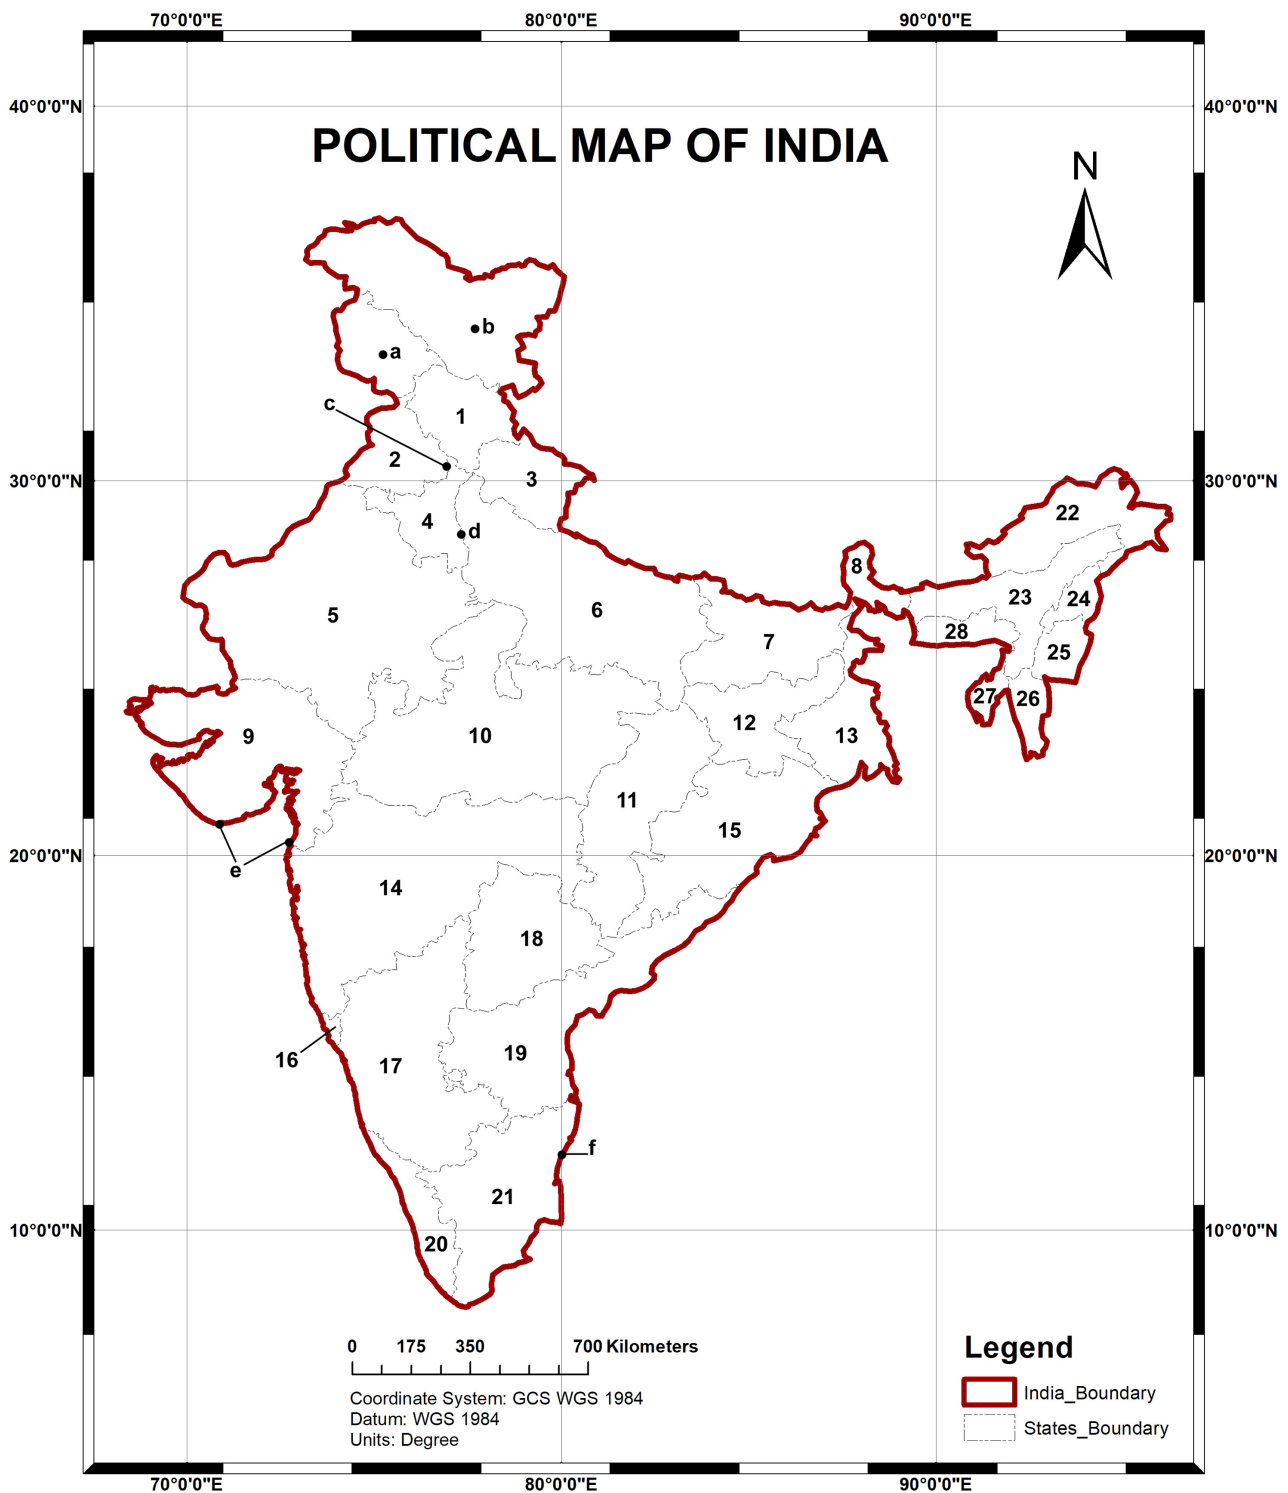 70°0'0"E 80°0'0"E 90°0'0"E
40°0'0"N 40°0'0"N
POLITICAL MAP OF INDIA
N
b
a
c
1
2
3
30°0'0"N 30°0'0"N
22
4
d
8
23
24
5
6
28
7
25
27
26
12
9
10
13
11
15
20°0'0"N 20°0'0"N
e
14
18
16
19
17
f
21
10°0'0"N 10°0'0"N
20
0 175 350 700 Kilometers
Legend
Coordinate System: GCS WGS 1984
Datum: WGS 1984
Units: Degree
India_Boundary
States_Boundary
70°0'0"E 80°0'0"E 90°0'0"E